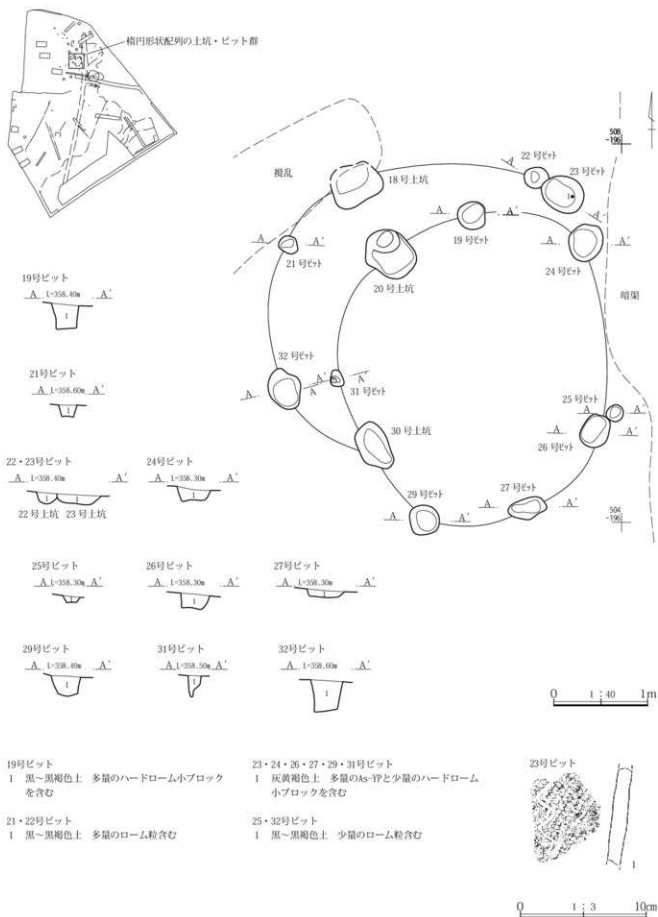 楕円形状配列の土坑・ピット群
508
-196
22号ピット
23号ピット
撹乱
18号土坑
A
1
A A'
19号ピット
A A'
A'
A A'
21号ピット
20号土坑
24号ピット
暗渠
32号ピット
A A' A'
A
31号ピット
25号ピット
A A'
A A'
26号ピット
30号土坑
29号ピット
27号ピット
A A'
A A'
504
-196
19号ピット
A L=358.40m A'
1
21号ピット
A L=358.60m A'
1
22・23号ピット
A L=358.40m A'
1 1
22号土坑 23号土坑
24号ピット
A L=358.30m A'
1
25号ピット
A L=358.30m A'
1
26号ピット
A L=358.30m A'
1
27号ピット
A L=358.30m A'
1
29号ピット
A L=358.40m A'
1
31号ピット
A L=358.50m A'
1
32号ピット
A L=358.60m A'
1
0 1:40 1m
19号ピット
1 黒～黒褐色土 多量のハードローム小ブロック
を含む
21・22号ピット
1 黒～黒褐色土 多量のローム粒含む
23・24・26・27・29・31号ピット
1 灰黄褐色土 多量のAs-YPと少量のハードローム
小ブロックを含む
25・32号ピット
1 黒～黒褐色土 少量のローム粒含む
23号ピット
1
0 1:3 10cm